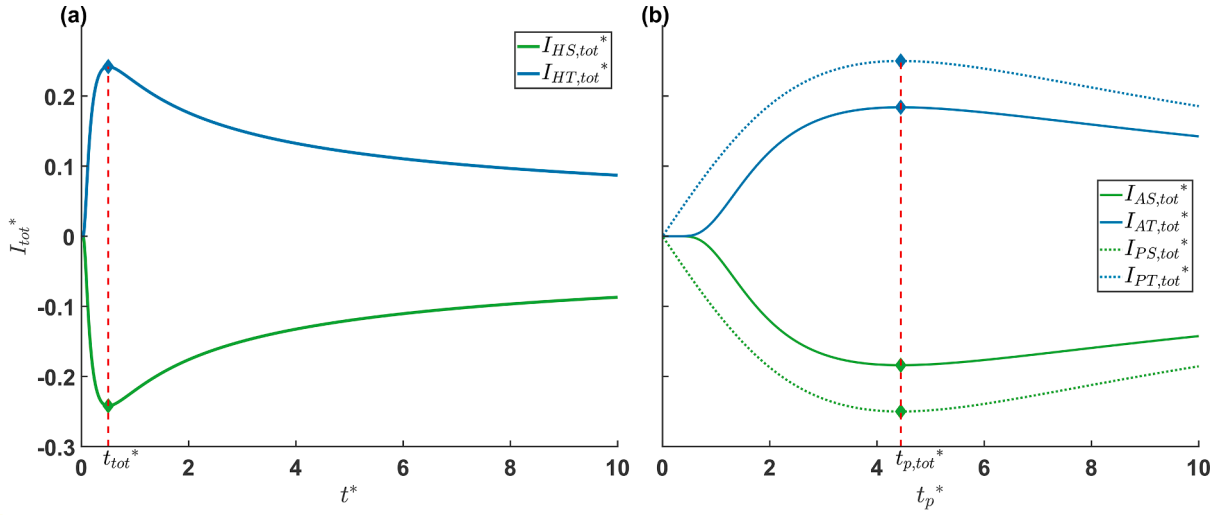 (a)
I_{HS,tot}*
I_{HT,tot}*
0.2
0.1
0
-0.1
-0.2
-0.3
I_{tot}*
0 2 4 6 8 10
t_{tot}*
t*
(b)
I_{AS,tot}*
I_{AT,tot}*
I_{PS,tot}*
I_{PT,tot}*
0 2 4 6 8 10
t_{p,tot}*
t_p*